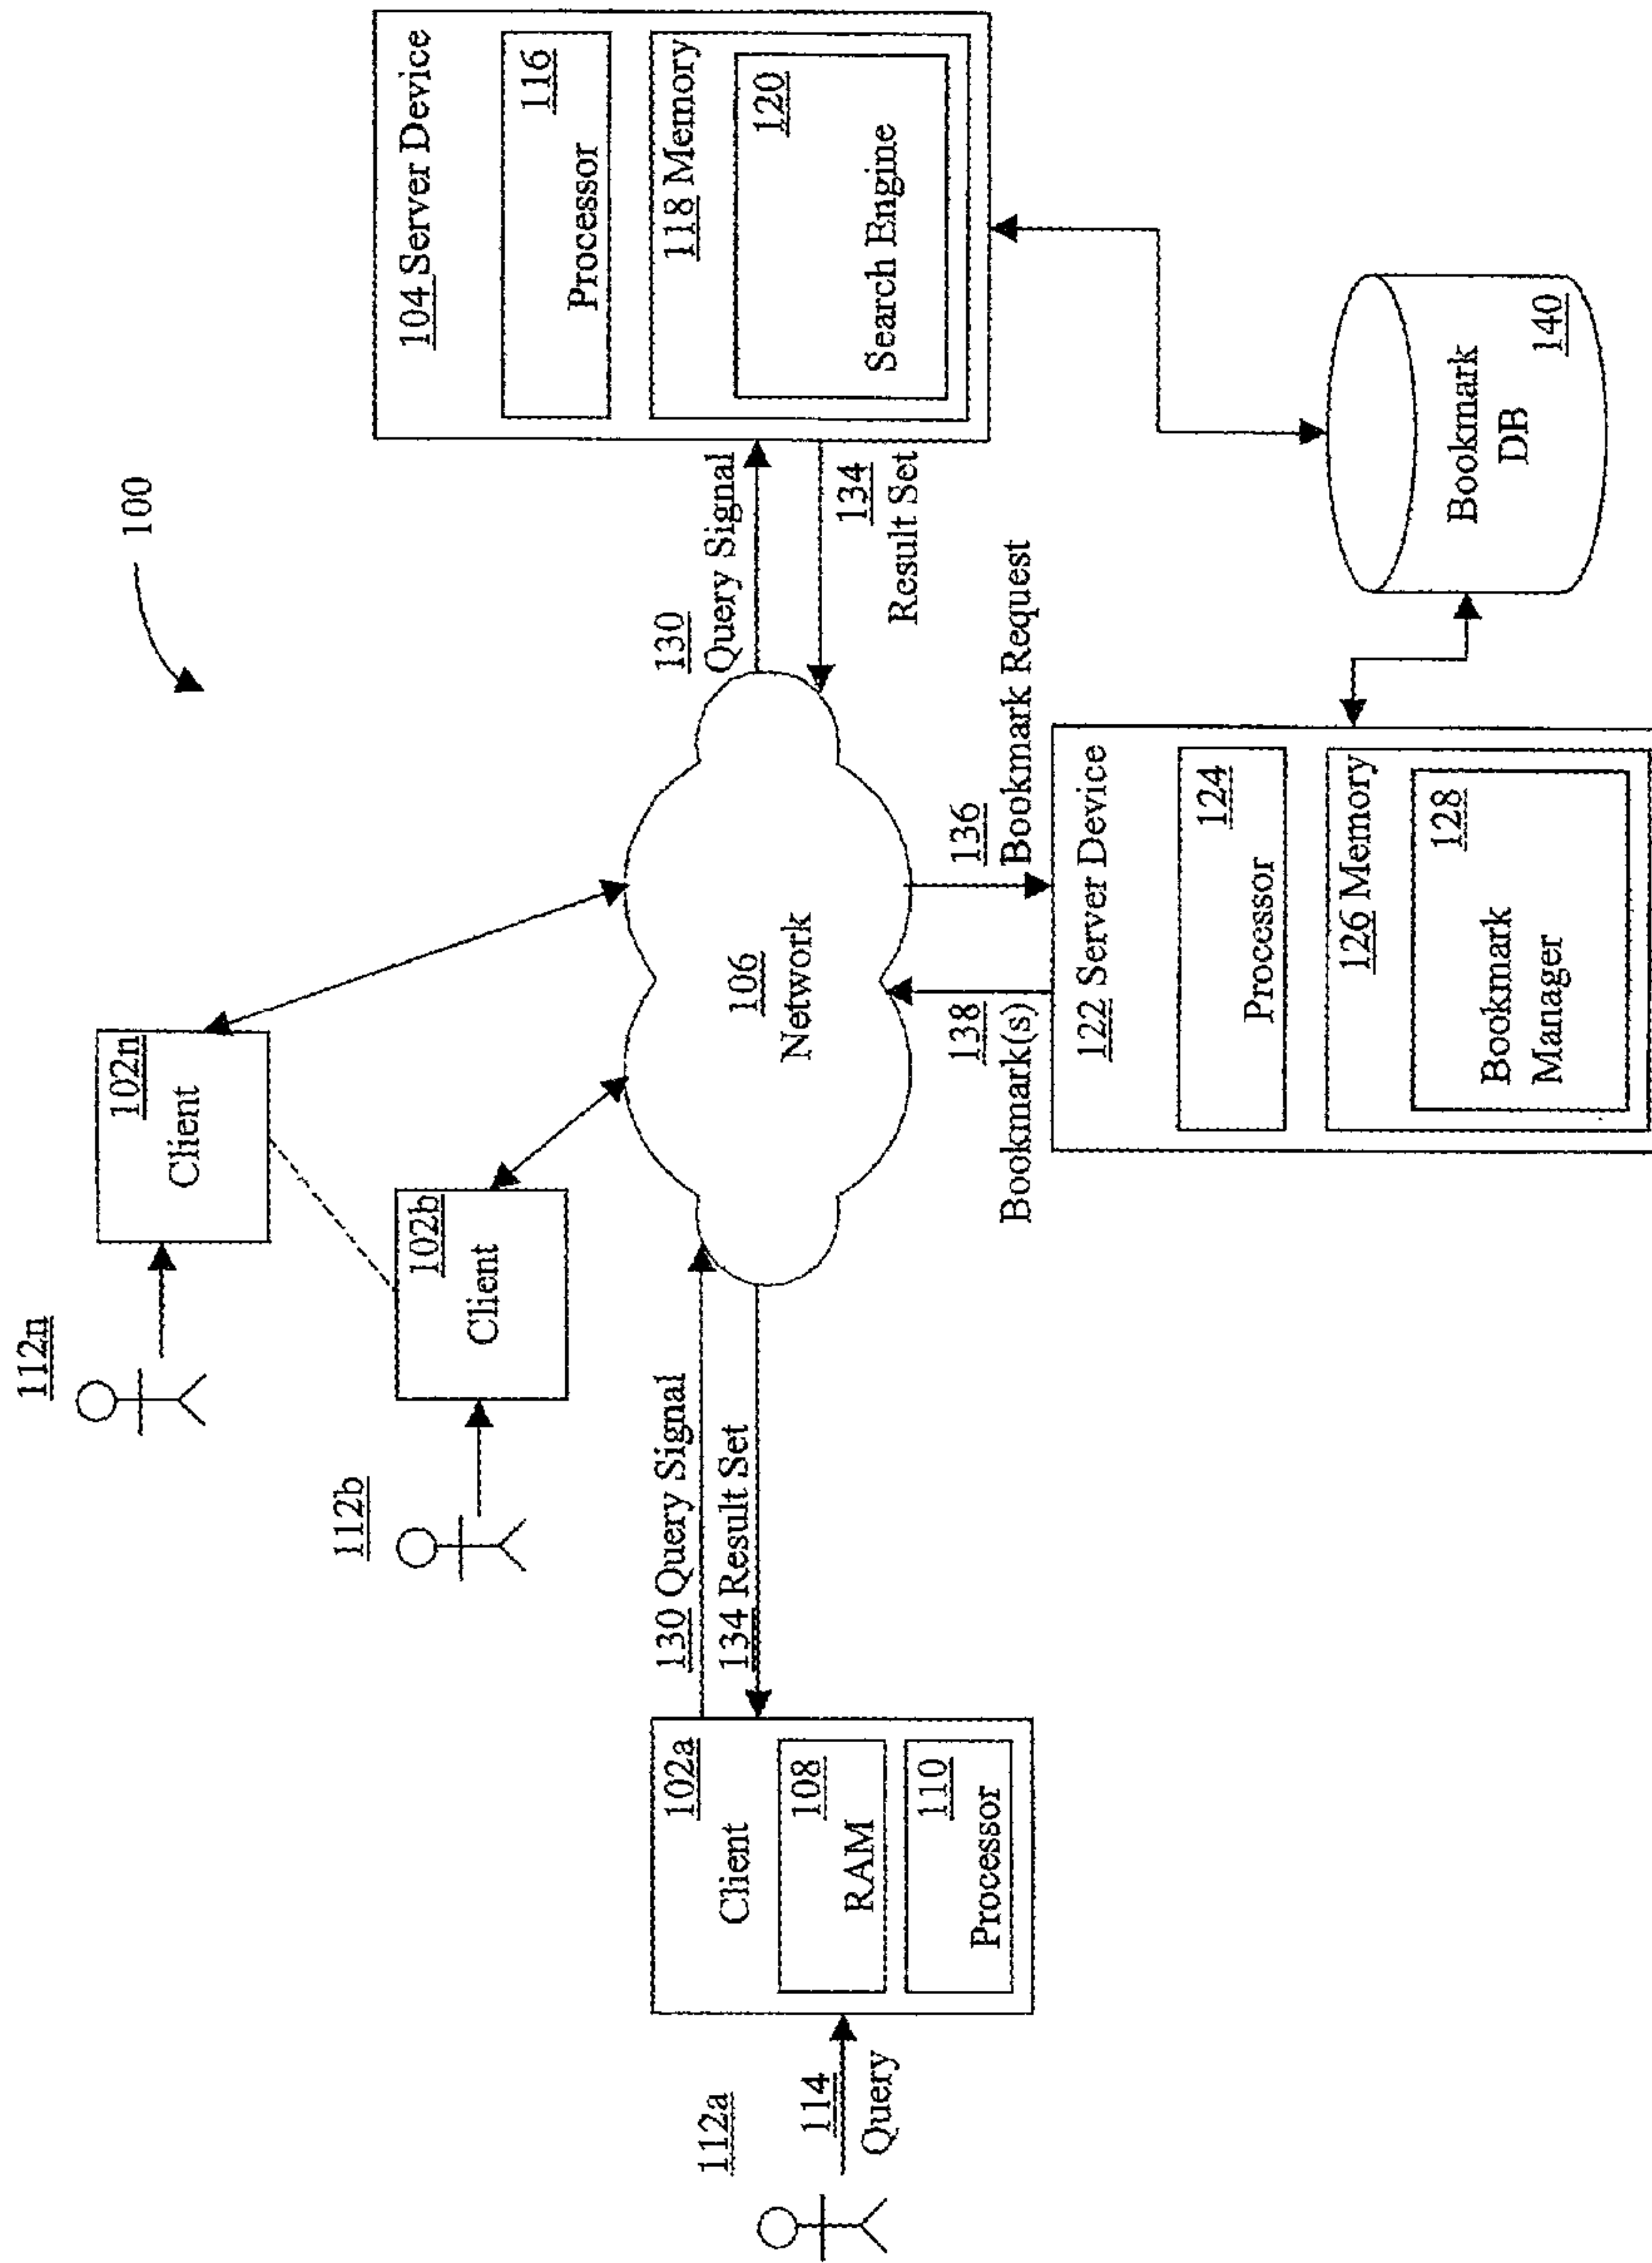 100
112n
102n
Client
112b
102b
Client
104 Server Device
116
Processor
118 Memory
120
Search Engine
130
Query Signal
134
Result Set
130 Query Signal
134 Result Set
106
Network
112a
114
Query
102a
Client
108
RAM
110
Processor
138
Bookmark(s)
136
Bookmark Request
122 Server Device
124
Processor
126 Memory
128
Bookmark
Manager
Bookmark
DB
140